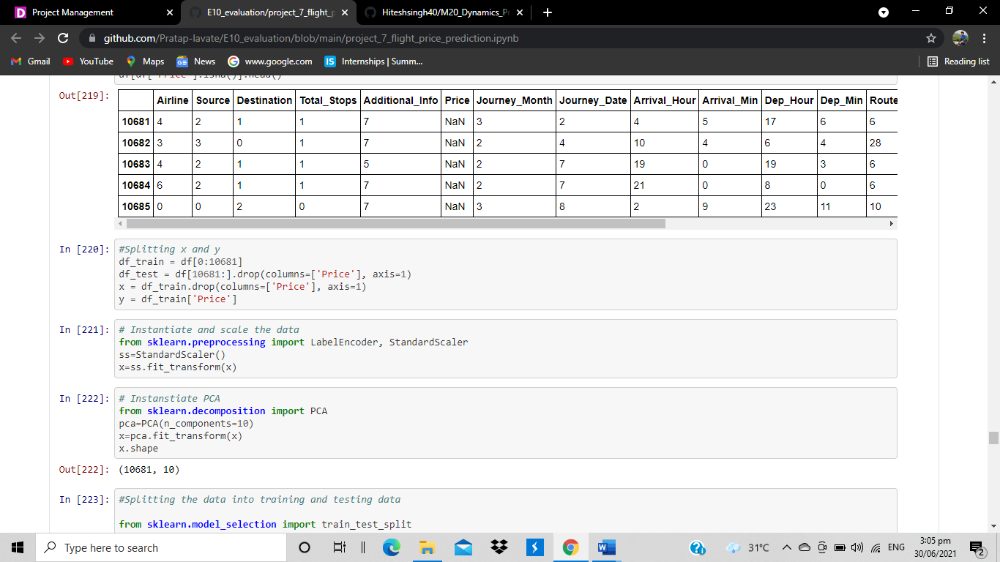 Project Management
E10_evaluation/project_7_flight_p
Hiteshsingh40/M20_Dynamics_Pr
github.com/Pratap-lavate/E10_evaluation/blob/main/project_7_flight_price_prediction.ipynb
Gmail YouTube Maps News www.google.com Internships | Summ... Reading list
Out[219]:
Airline Source Destination Total_Stops Additional_Info Price Journey_Month Journey_Date Arrival_Hour Arrival_Min Dep_Hour Dep_Min Route
10681 4 2 1 1 7 NaN 3 2 4 5 17 6 6
10682 3 3 0 1 7 NaN 2 4 10 4 6 4 28
10683 4 2 1 1 5 NaN 2 7 19 0 19 3 6
10684 6 2 1 1 7 NaN 2 7 21 0 8 0 6
10685 0 0 2 0 7 NaN 3 8 2 9 23 11 10
In [220]: #Splitting x and y
df_train = df[0:10681]
df_test = df[10681:].drop(columns=['Price'], axis=1)
x = df_train.drop(columns=['Price'], axis=1)
y = df_train['Price']
In [221]: # Instantiate and scale the data
from sklearn.preprocessing import LabelEncoder, StandardScaler
ss=StandardScaler()
x=ss.fit_transform(x)
In [222]: # Instanstiate PCA
from sklearn.decomposition import PCA
pca=PCA(n_components=10)
x=pca.fit_transform(x)
x.shape
Out[222]: (10681, 10)
In [223]: #Splitting the data into training and testing data
from sklearn.model_selection import train_test_split
Type here to search
31°C
ENG
3:05 pm
30/06/2021
2